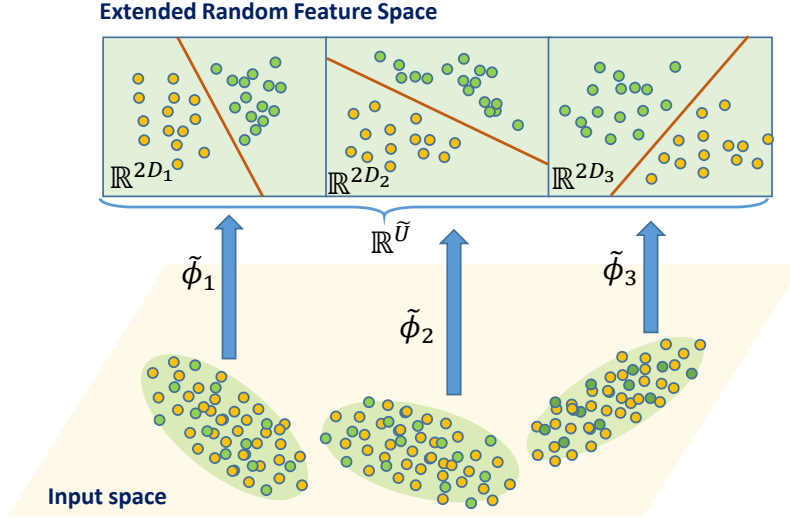 Extended Random Feature Space
ℝ^{2D_1} ℝ^{2D_2} ℝ^{2D_3}
ℝ^{Ũ}
ϕ̃_1 ϕ̃_2 ϕ̃_3
Input space